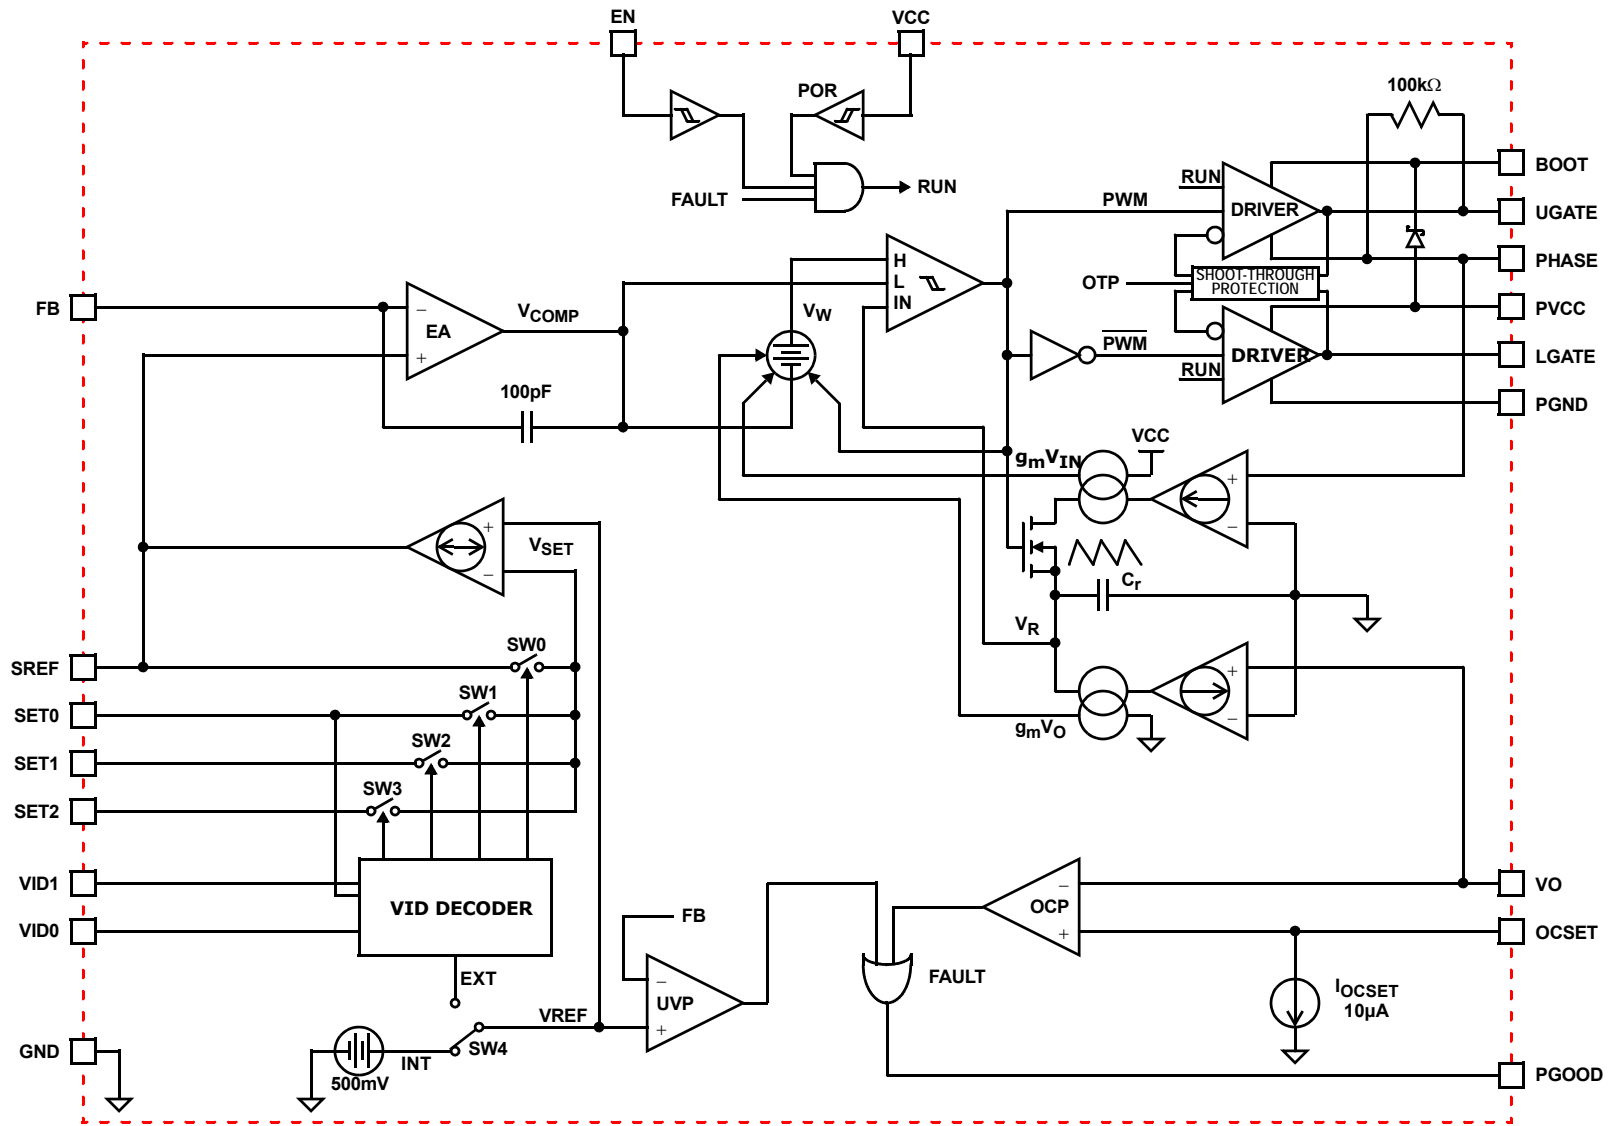 EN
VCC
POR
100kΩ
BOOT
RUN
RUN
FAULT
PWM
DRIVER
UGATE
PHASE
H
L
IN
OTP
SHOOT-THROUGH
PROTECTION
FB
−
EA
+
VCOMP
VW
PVCC
PWM
DRIVER
LGATE
RUN
100pF
PGND
VCC
gmVIN
+
−
+
VSET
−
Cr
VR
SW0
SREF
SW1
+
SET0
−
gmVO
SW2
SET1
SW3
SET2
VID1
−
VO
VID DECODER
FB
OCP
VID0
+
OCSET
EXT
−
FAULT
UVP
IOCSET
10µA
VREF
+
SW4
GND
INT
500mV
PGOOD